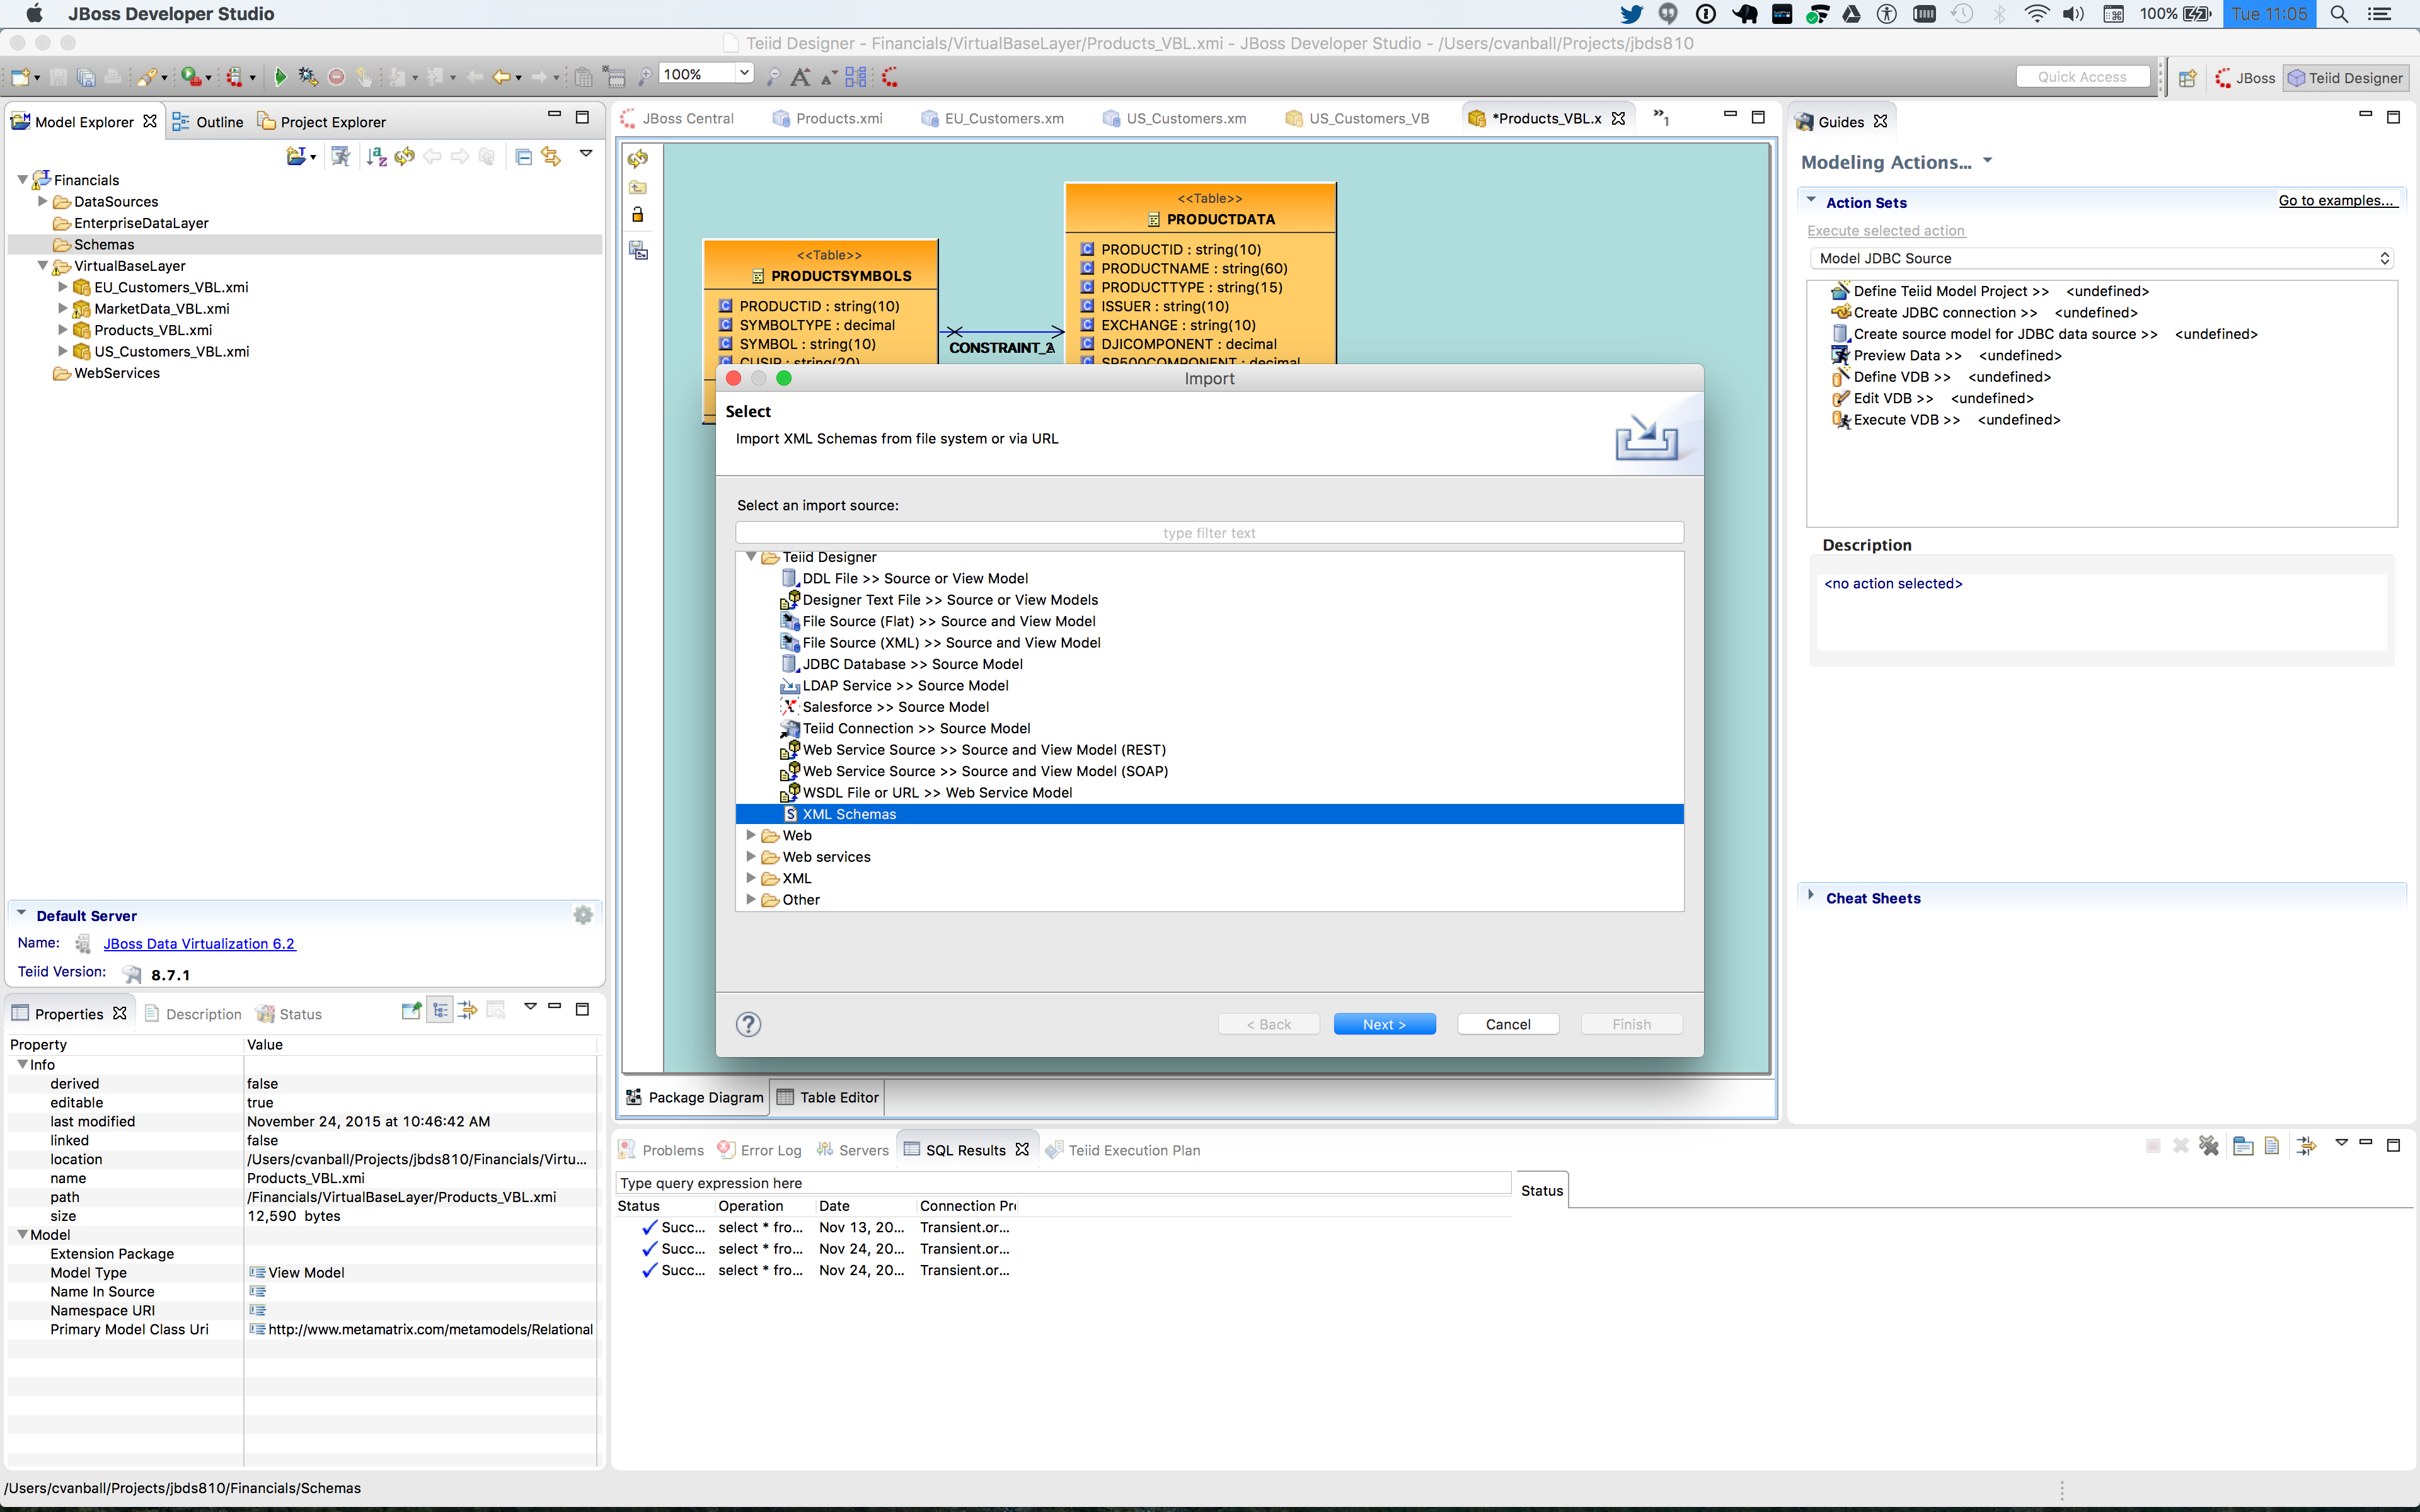 JBoss Developer Studio
100%
Tue 11:05
Teiid Designer - Financials/VirtualBaseLayer/Products_VBL.xmi - JBoss Developer Studio - /Users/cvanball/Projects/jbds810
100%
Quick Access
JBoss
Teiid Designer
Model Explorer
Outline
Project Explorer
Financials
DataSources
EnterpriseDataLayer
Schemas
VirtualBaseLayer
EU_Customers_VBL.xmi
MarketData_VBL.xmi
Products_VBL.xmi
US_Customers_VBL.xmi
WebServices
Default Server
Name: JBoss Data Virtualization 6.2
Teiid Version: 8.7.1
Properties
Description
Status
Property Value
Info
derived false
editable true
last modified November 24, 2015 at 10:46:42 AM
linked false
location /Users/cvanball/Projects/jbds810/Financials/Virtu...
name Products_VBL.xmi
path /Financials/VirtualBaseLayer/Products_VBL.xmi
size 12,590 bytes
Model
Extension Package
Model Type View Model
Name In Source
Namespace URI
Primary Model Class Uri http://www.metamatrix.com/metamodels/Relational
/Users/cvanball/Projects/jbds810/Financials/Schemas
JBoss Central
Products.xmi
EU_Customers.xm
US_Customers.xm
US_Customers_VB
*Products_VBL.x
»1
<<Table>>
PRODUCTSYMBOLS
PRODUCTID : string(10)
SYMBOLTYPE : decimal
SYMBOL : string(10)
CUSIP : string(20)
<<Table>>
PRODUCTDATA
PRODUCTID : string(10)
PRODUCTNAME : string(60)
PRODUCTTYPE : string(15)
ISSUER : string(10)
EXCHANGE : string(10)
DJICOMPONENT : decimal
SP500COMPONENT : decimal
Import
Select
Import XML Schemas from file system or via URL
Select an import source:
type filter text
Teiid Designer
DDL File >> Source or View Model
Designer Text File >> Source or View Models
File Source (Flat) >> Source and View Model
File Source (XML) >> Source and View Model
JDBC Database >> Source Model
LDAP Service >> Source Model
Salesforce >> Source Model
Teiid Connection >> Source Model
Web Service Source >> Source and View Model (REST)
Web Service Source >> Source and View Model (SOAP)
WSDL File or URL >> Web Service Model
XML Schemas
Web
Web services
XML
Other
?
< Back
Next >
Cancel
Finish
Package Diagram
Table Editor
Problems
Error Log
Servers
SQL Results
Teiid Execution Plan
Type query expression here
Status Operation Date Connection Pr
Succ... select * fro... Nov 13, 20... Transient.or...
Succ... select * fro... Nov 24, 20... Transient.or...
Succ... select * fro... Nov 24, 20... Transient.or...
Status
Guides
Modeling Actions...
Action Sets
Go to examples...
Execute selected action
Model JDBC Source
Define Teiid Model Project >> <undefined>
Create JDBC connection >> <undefined>
Create source model for JDBC data source >> <undefined>
Preview Data >> <undefined>
Define VDB >> <undefined>
Edit VDB >> <undefined>
Execute VDB >> <undefined>
Description
<no action selected>
Cheat Sheets